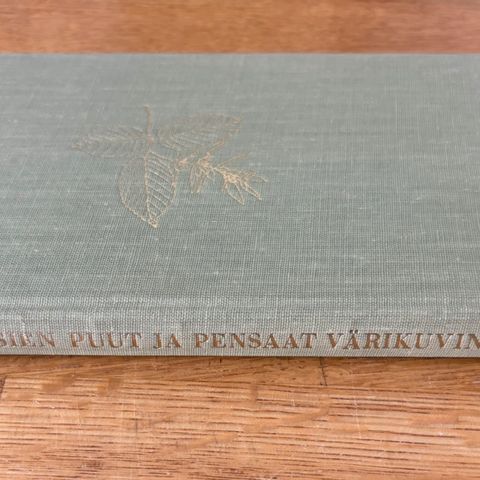 SIEN PUUT JA PENSAAT VÄRIKUVIN